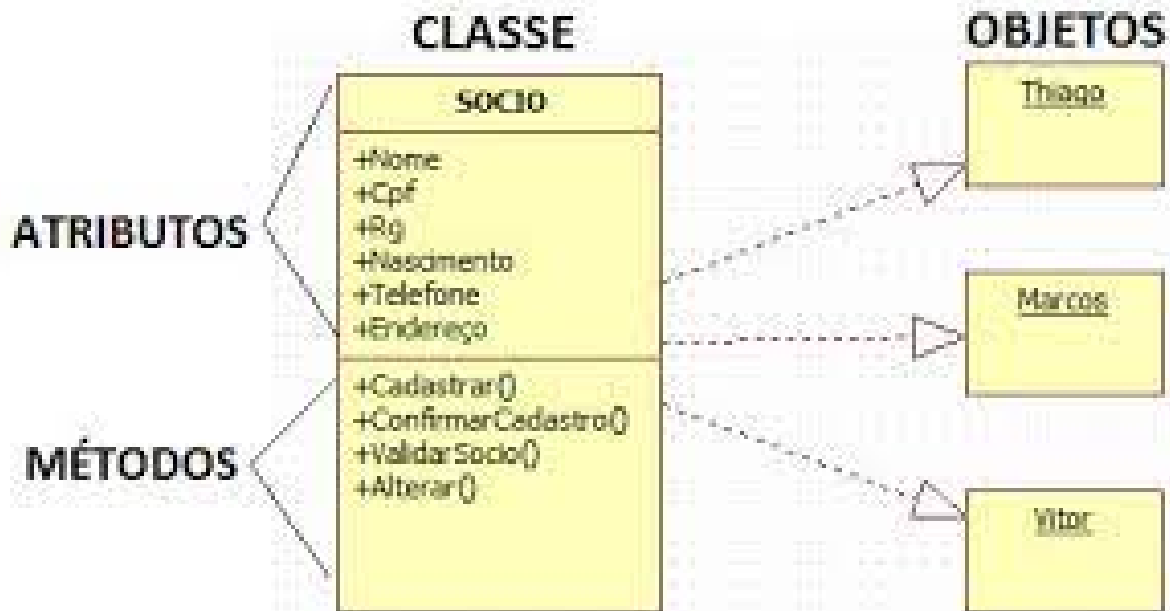 CLASSE
OBJETOS
SOCIO
+Nome
+Cpf
+Rg
+Nascimento
+Telefone
+Endereço
ATRIBUTOS
+Cadastrar()
+ConfirmarCadastro()
+ValidarSocio()
+Alterar()
MÉTODOS
Thiago
Marcos
Vitor